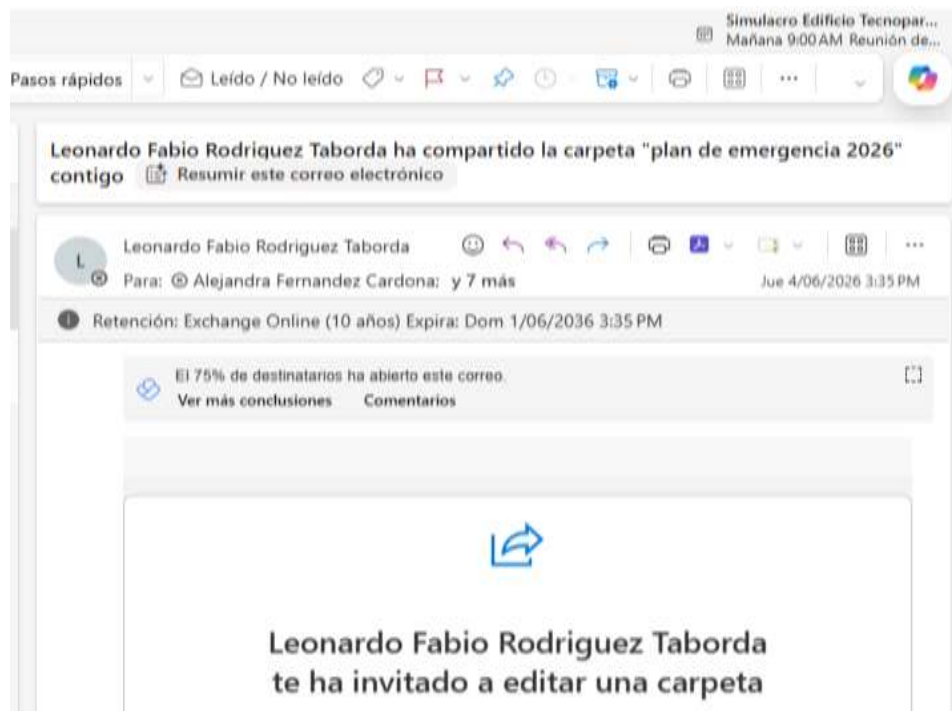 Simulacro Edificio Tecnopar...
Mañana 9:00 AM Reunión de...
Pasos rápidos
Leído / No leído
Leonardo Fabio Rodriguez Taborda ha compartido la carpeta "plan de emergencia 2026"
contigo Resumir este correo electrónico
L
Leonardo Fabio Rodriguez Taborda
Para: Alejandra Fernandez Cardona; y 7 más
Jue 4/06/2026 3:35 PM
Retención: Exchange Online (10 años) Expira: Dom 1/06/2036 3:35 PM
El 75% de destinatarios ha abierto este correo.
Ver más conclusiones Comentarios
Leonardo Fabio Rodriguez Taborda
te ha invitado a editar una carpeta